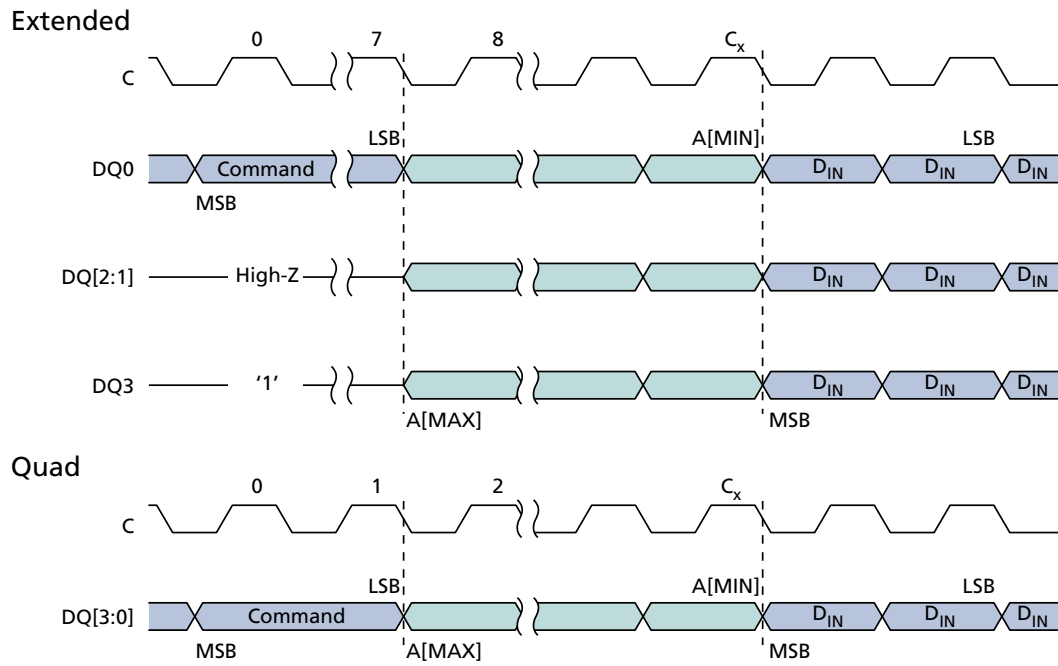 Extended
0 7 8 Cx
C
LSB A[MIN] LSB
DQ0 Command DIN DIN DIN
MSB
DQ[2:1] High-Z DIN DIN DIN
DQ3 '1' DIN DIN DIN
A[MAX] MSB
Quad
0 1 2 Cx
C
LSB A[MIN] LSB
DQ[3:0] Command DIN DIN DIN
MSB A[MAX] MSB